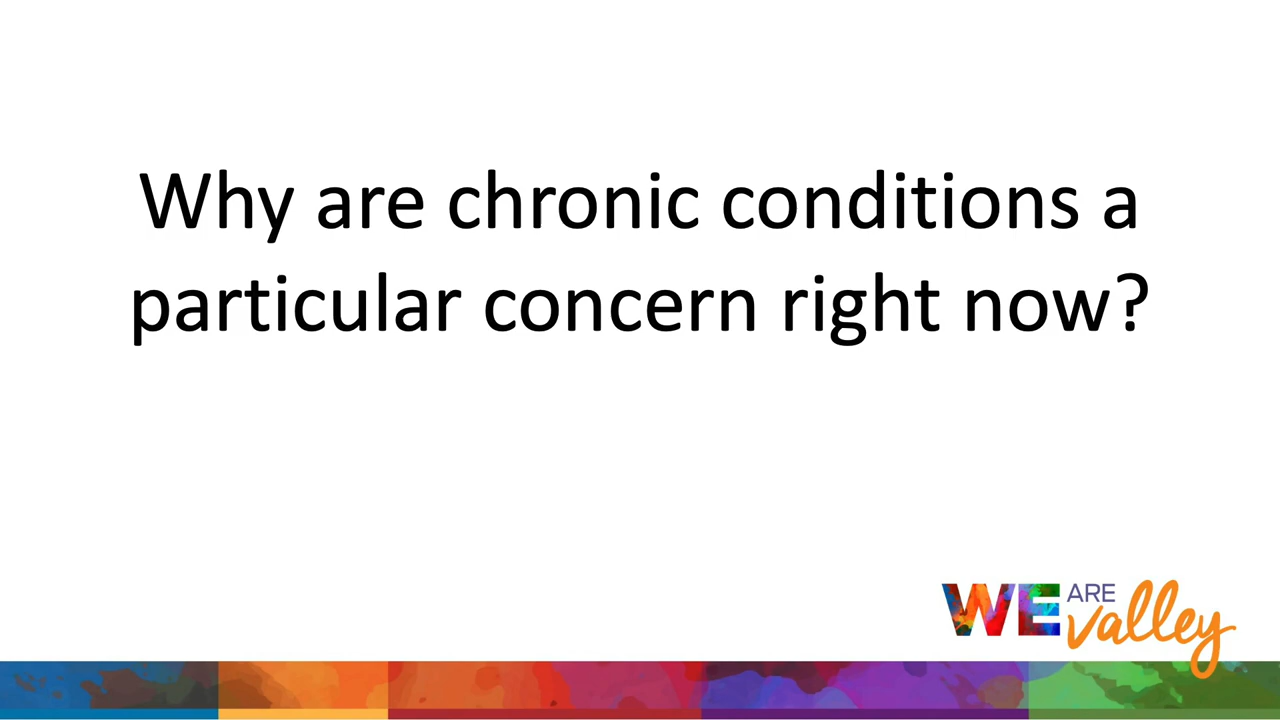 Why are chronic conditions a
particular concern right now?
WE ARE valley